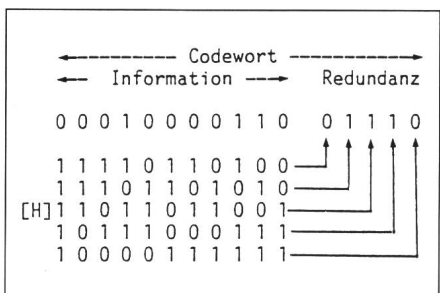 Codewort
Information Redundanz
0 0 0 1 0 0 0 0 1 1 0 0 1 1 1 0
1 1 1 1 0 1 1 0 1 0 0
1 1 1 0 1 1 0 1 0 1 0
[H] 1 1 0 1 1 0 1 1 0 0 1
1 0 1 1 1 0 0 0 1 1 1
1 0 0 0 0 1 1 1 1 1 1